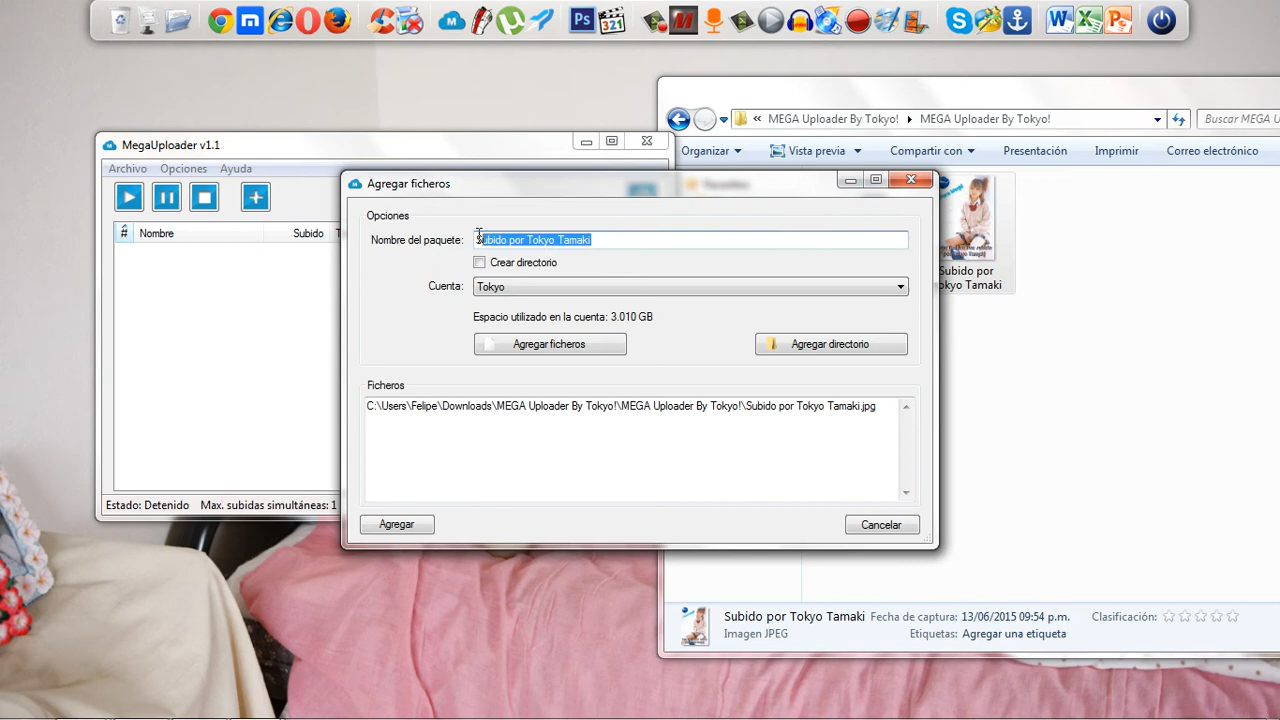 Ps
321
W
X
P
MegaUploader v1.1
Archivo Opciones Ayuda
# Nombre Subido
Estado: Detenido Max. subidas simultáneas: 1
« MEGA Uploader By Tokyo! MEGA Uploader By Tokyo! Buscar MEGA U
Organizar Vista previa Compartir con Presentación Imprimir Correo electrónico
Agregar ficheros
Opciones
Nombre del paquete: Subido por Tokyo Tamaki
Crear directorio
Cuenta: Tokyo
Espacio utilizado en la cuenta: 3.010 GB
Agregar ficheros Agregar directorio
Ficheros
C:\Users\Felipe\Downloads\MEGA Uploader By Tokyo!\MEGA Uploader By Tokyo!\Subido por Tokyo Tamaki.jpg
Agregar Cancelar
Subido por
okyo Tamaki
Subido por Tokyo Tamaki Fecha de captura: 13/06/2015 09:54 p.m. Clasificación:
Imagen JPEG Etiquetas: Agregar una etiqueta